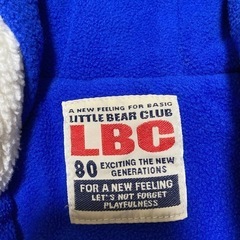 A NEW FEELING FOR BASIC
LITTLE BEAR CLUB
LBC
80 EXCITING THE NEW
GENERATIONS
FOR A NEW FEELING
LET'S NOT FORGET
PLAYFULNESS